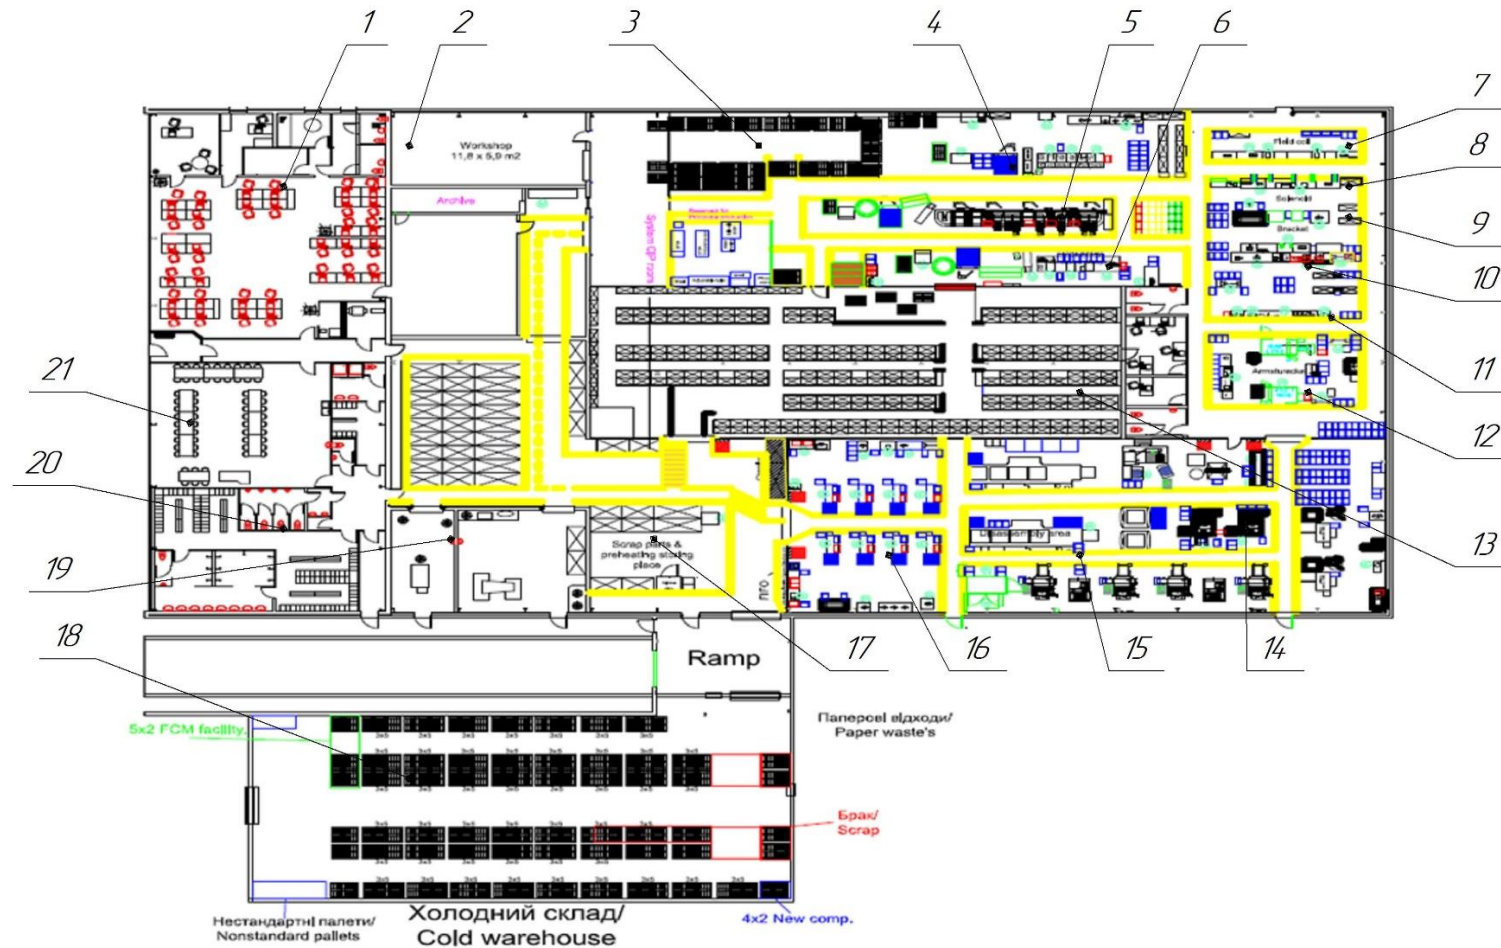 1
2
3
4
5
6
7
8
9
10
11
12
13
14
15
16
17
18
19
20
21
Workshop
11,8 x 5,9 m2
Archive
System CIP room
Field coil
Solenoid
Bracket
Disassembly area
Scrap parts &
preheating storing
place
Ramp
5x2 FCM facility.
Паперові відходи/
Paper waste's
Брак/
Scrap
Нестандартні палети/
Nonstandard pallets
Холодний склад/
Cold warehouse
4x2 New comp.